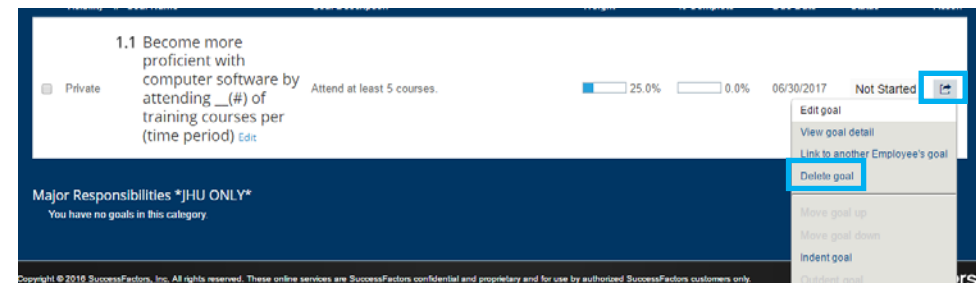 1.1 Become more
proficient with
computer software by
attending __(#) of
training courses per
(time period) Edit
Private
Attend at least 5 courses.
25.0%
0.0%
06/30/2017
Not Started
Edit goal
View goal detail
Link to another Employee's goal
Delete goal
Move goal up
Move goal down
Indent goal
Outdent goal
Major Responsibilities *JHU ONLY*
You have no goals in this category.
Copyright © 2016 SuccessFactors, Inc. All rights reserved. These online services are SuccessFactors confidential and proprietary and for use by authorized SuccessFactors customers only.